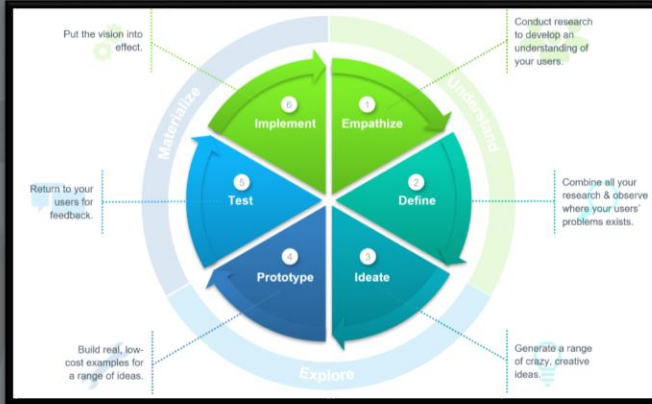 Put the vision into
effect.
Conduct research
to develop an
understanding of
your users.
Materialize
Understand
6
Implement
1
Empathize
5
Test
2
Define
Return to your
users for
feedback.
Combine all your
research & observe
where your users'
problems exists.
4
Prototype
3
Ideate
Build real, low-
cost examples for
a range of ideas.
Generate a range
of crazy, creative
ideas.
Explore